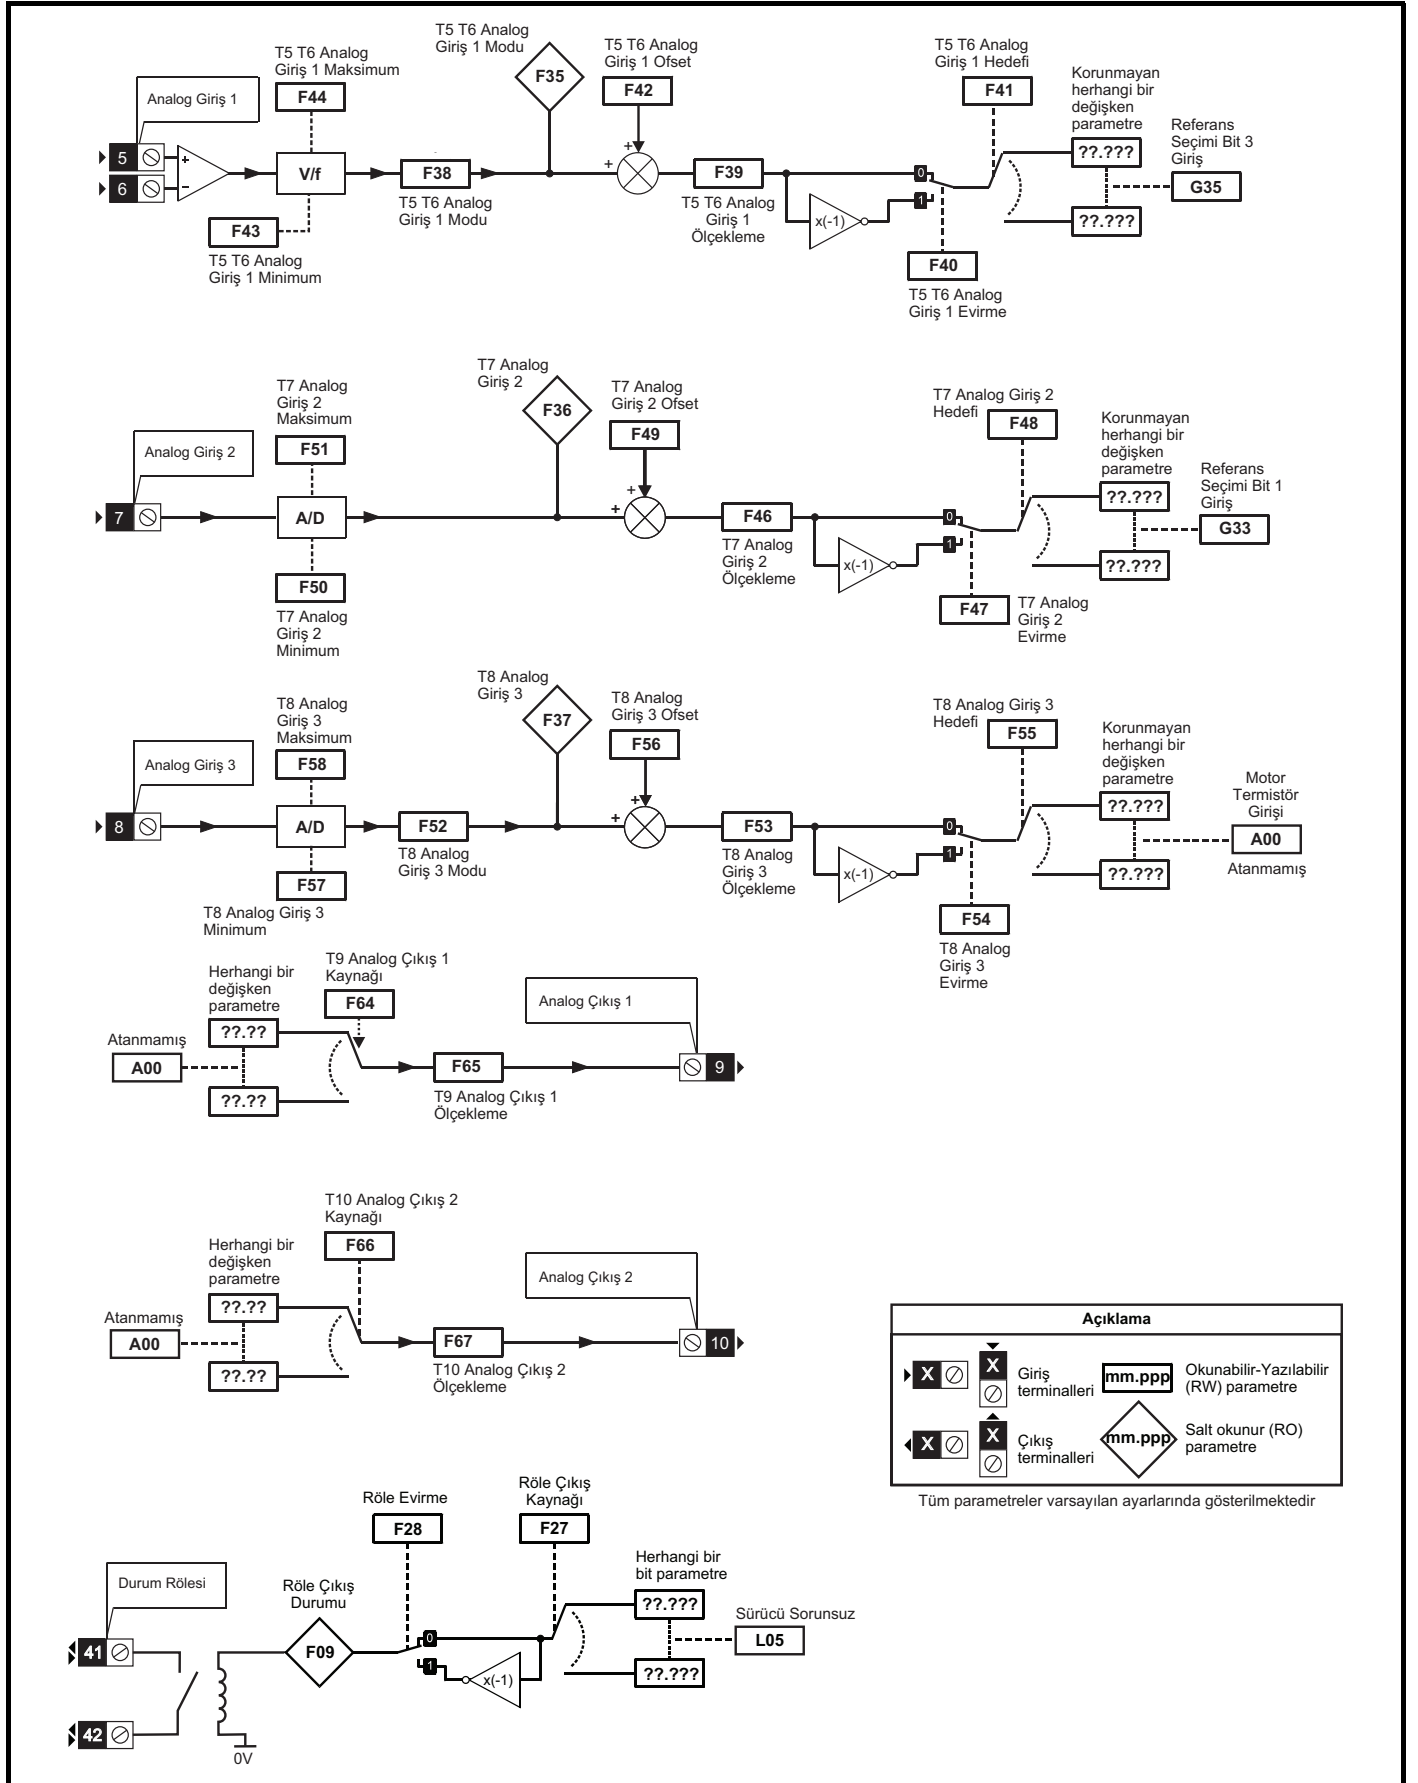 T5 T6 Analog
Giriş 1 Modu
T5 T6 Analog
Giriş 1 Maksimum
F44
Analog Giriş 1
F35
T5 T6 Analog
Giriş 1 Ofset
F42
T5 T6 Analog
Giriş 1 Hedefi
F41
Korunmayan
herhangi bir
değişken
parametre
??.???
Referans
Seçimi Bit 3
Giriş
G35
??.???
5
6
+
−
V/f
F38
T5 T6 Analog
Giriş 1 Modu
+
+
F39
T5 T6 Analog
Giriş 1
Ölçekleme
0
1
x(-1)
F43
T5 T6 Analog
Giriş 1 Minimum
F40
T5 T6 Analog
Giriş 1 Evirme
T7 Analog
Giriş 2
F36
T7 Analog
Giriş 2
Maksimum
F51
T7 Analog
Giriş 2 Ofset
F49
T7 Analog Giriş 2
Hedefi
F48
Korunmayan
herhangi bir
değişken
parametre
??.???
Referans
Seçimi Bit 1
Giriş
G33
??.???
Analog Giriş 2
7
A/D
+
+
F46
T7 Analog
Giriş 2
Ölçekleme
0
1
x(-1)
F50
T7 Analog
Giriş 2
Minimum
F47
T7 Analog
Giriş 2
Evirme
T8 Analog
Giriş 3
F37
T8 Analog
Giriş 3
Maksimum
F58
T8 Analog
Giriş 3 Ofset
F56
T8 Analog Giriş 3
Hedefi
F55
Korunmayan
herhangi bir
değişken
parametre
??.???
Motor
Termistör
Girişi
A00
Atanmamış
??.???
Analog Giriş 3
8
A/D
F52
T8 Analog
Giriş 3 Modu
+
+
F53
T8 Analog
Giriş 3
Ölçekleme
0
1
x(-1)
F57
T8 Analog Giriş 3
Minimum
F54
T8 Analog
Giriş 3
Evirme
Herhangi bir
değişken
parametre
??.??
T9 Analog Çıkış 1
Kaynağı
F64
Analog Çıkış 1
Atanmamış
A00
??.??
F65
T9 Analog Çıkış 1
Ölçekleme
9
T10 Analog Çıkış 2
Kaynağı
F66
Herhangi bir
değişken
parametre
??.??
Analog Çıkış 2
Atanmamış
A00
??.??
F67
T10 Analog Çıkış 2
Ölçekleme
10
Açıklama
X
X
Giriş
terminalleri
mm.ppp
Okunabilir-Yazılabilir
(RW) parametre
X
X
Çıkış
terminalleri
mm.ppp
Salt okunur (RO)
parametre
Tüm parametreler varsayılan ayarlarında gösterilmektedir
Röle Evirme
F28
Röle Çıkış
Kaynağı
F27
Herhangi bir
bit parametre
??.???
Sürücü Sorunsuz
L05
??.???
Durum Rölesi
41
42
0V
Röle Çıkış
Durumu
F09
0
1
x(-1)